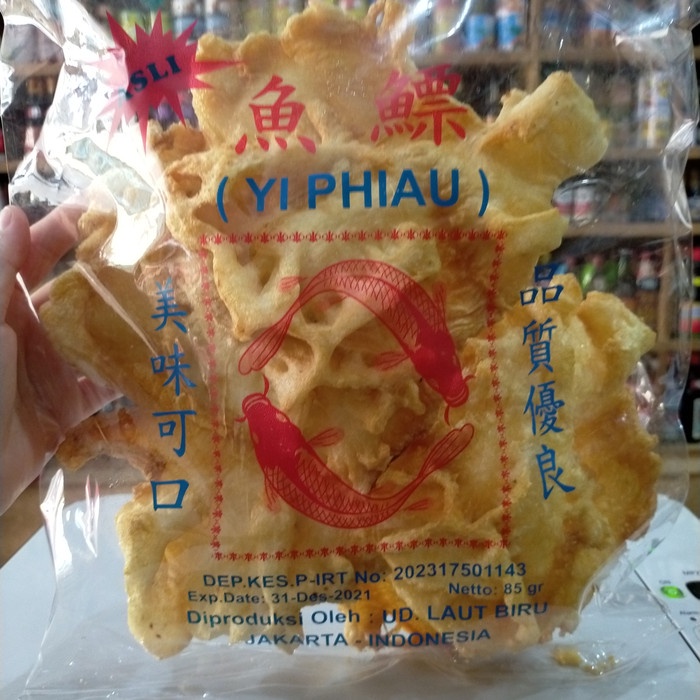 ASLI
魚鰾
( YI PHIAU )
美味可口
品質優良
DEP.KES.P-IRT No: 202317501143
Exp.Date: 31-Des-2021
Netto: 85 gr
Diproduksi Oleh : UD. LAUT BIRU
JAKARTA - INDONESIA